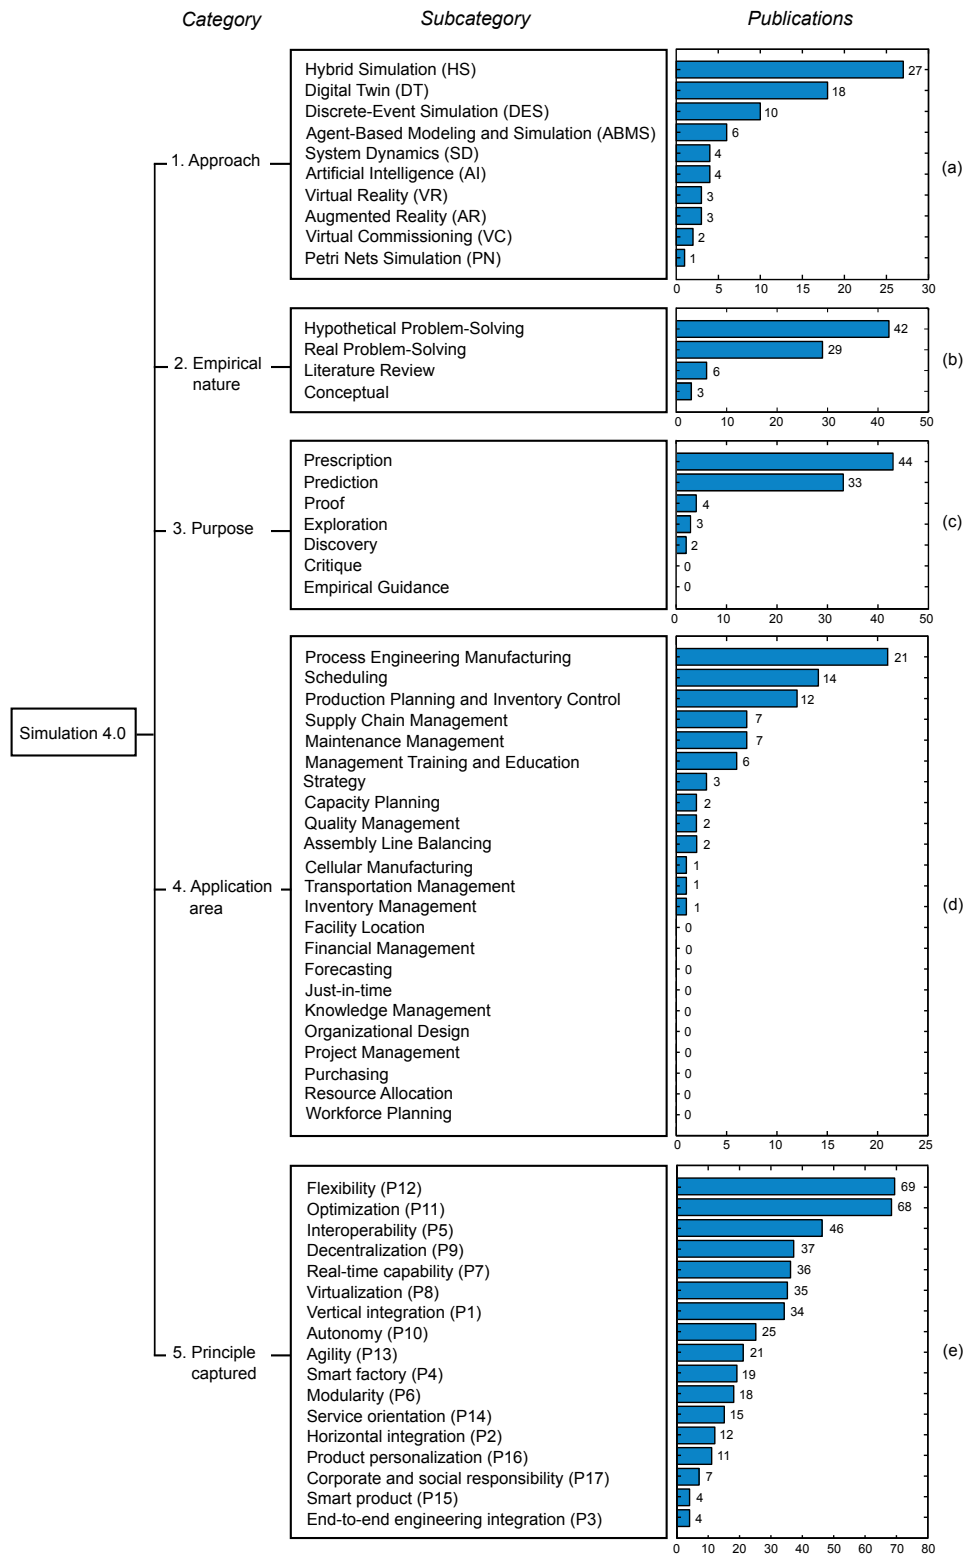 Category Subcategory Publications
Hybrid Simulation (HS) 27
Digital Twin (DT) 18
Discrete-Event Simulation (DES) 10
Agent-Based Modeling and Simulation (ABMS) 6
System Dynamics (SD) 4
1. Approach
Artificial Intelligence (AI) 4
(a)
Virtual Reality (VR) 3
Augmented Reality (AR) 3
Virtual Commissioning (VC) 2
Petri Nets Simulation (PN) 1
0 5 10 15 20 25 30
Hypothetical Problem-Solving 42
Real Problem-Solving 29
2. Empirical
nature
(b)
Literature Review 6
Conceptual 3
0 10 20 30 40 50
Prescription 44
Prediction 33
Proof 4
3. Purpose
Exploration 3
(c)
Discovery 2
Critique 0
Empirical Guidance 0
0 10 20 30 40 50
Process Engineering Manufacturing 21
Scheduling 14
Production Planning and Inventory Control 12
Supply Chain Management 7
Simulation 4.0
Maintenance Management 7
Management Training and Education 6
Strategy 3
Capacity Planning 2
Quality Management 2
Assembly Line Balancing 2
Cellular Manufacturing 1
4. Application
area
Transportation Management 1
Inventory Management 1
(d)
Facility Location 0
Financial Management 0
Forecasting 0
Just-in-time 0
Knowledge Management 0
Organizational Design 0
Project Management 0
Purchasing 0
Resource Allocation 0
Workforce Planning 0
0 5 10 15 20 25
Flexibility (P12) 69
Optimization (P11) 68
Interoperability (P5) 46
Decentralization (P9) 37
Real-time capability (P7) 36
Virtualization (P8) 35
Vertical integration (P1) 34
Autonomy (P10) 25
5. Principle
captured
Agility (P13) 21
(e)
Smart factory (P4) 19
Modularity (P6) 18
Service orientation (P14) 15
Horizontal integration (P2) 12
Product personalization (P16) 11
Corporate and social responsibility (P17) 7
Smart product (P15) 4
End-to-end engineering integration (P3) 4
0 10 20 30 40 50 60 70 80